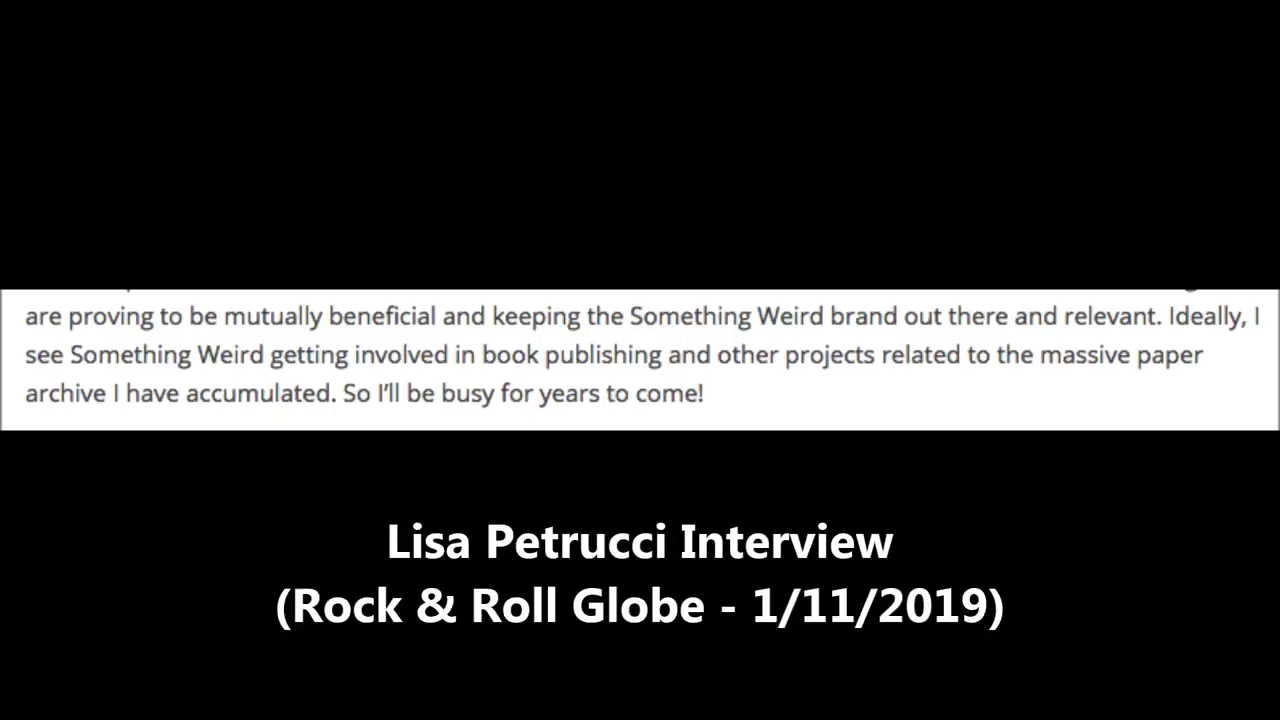 are proving to be mutually beneficial and keeping the Something Weird brand out there and relevant. Ideally, I
see Something Weird getting involved in book publishing and other projects related to the massive paper
archive I have accumulated. So I’ll be busy for years to come!
Lisa Petrucci Interview
(Rock & Roll Globe - 1/11/2019)